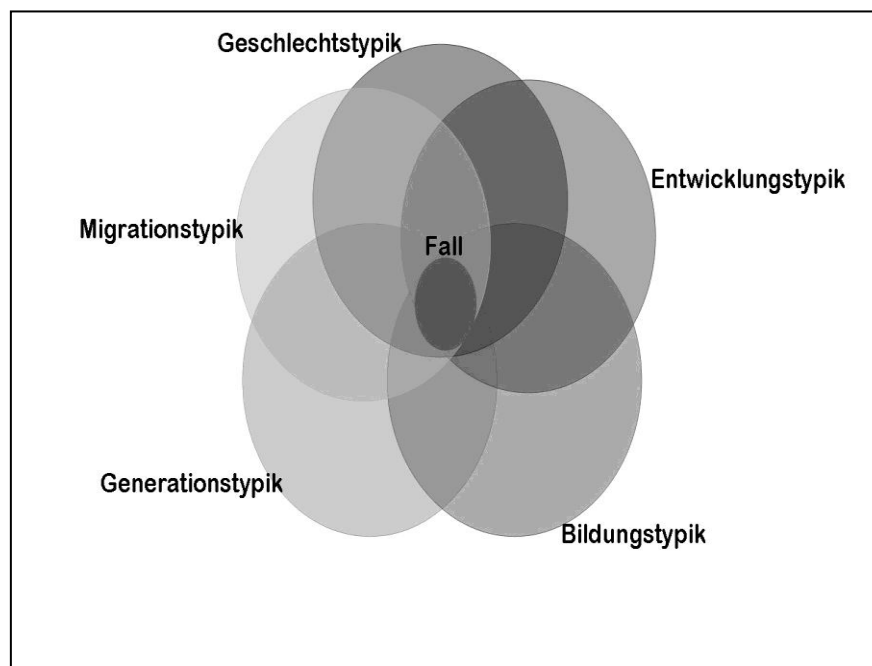 Geschlechtstypik
Entwicklungstypik
Migrationstypik
Fall
Generationstypik
Bildungstypik